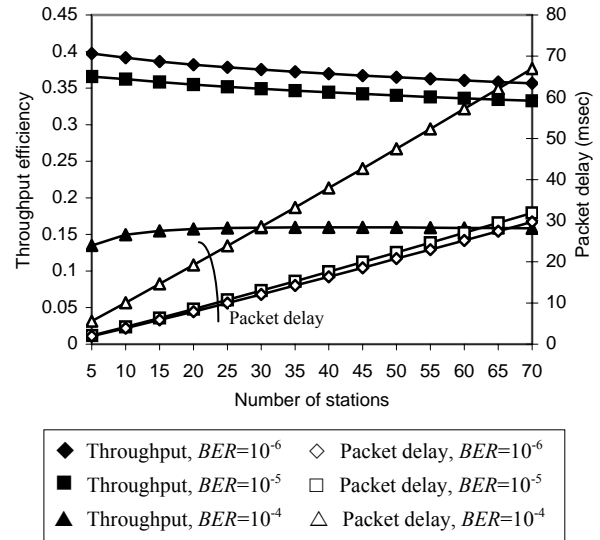 0.45
0.4
0.35
0.3
0.25
0.2
0.15
0.1
0.05
0
Throughput efficiency
80
70
60
50
40
30
20
10
0
Packet delay (msec)
Packet delay
5 10 15 20 25 30 35 40 45 50 55 60 65 70
Number of stations
Throughput, BER=10⁻⁶
Packet delay, BER=10⁻⁶
Throughput, BER=10⁻⁵
Packet delay, BER=10⁻⁵
Throughput, BER=10⁻⁴
Packet delay, BER=10⁻⁴